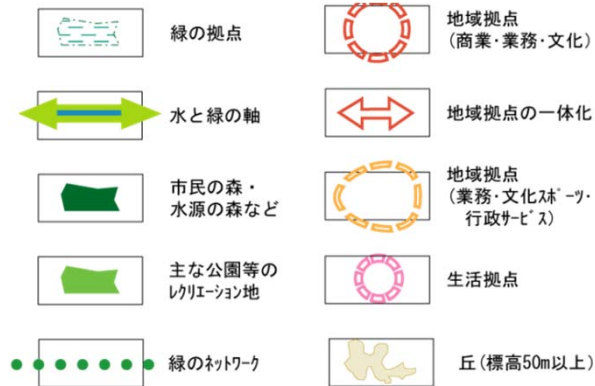 緑の拠点
水と緑の軸
市民の森・
水源の森など
主な公園等の
ﾚｸﾘｴｰｼｮﾝ地
緑のﾈｯﾄﾜｰｸ
地域拠点
(商業・業務・文化)
地域拠点の一体化
地域拠点
(業務・文化ｽﾎﾟｰﾂ・
行政ｻｰﾋﾞｽ)
生活拠点
丘(標高50m以上)